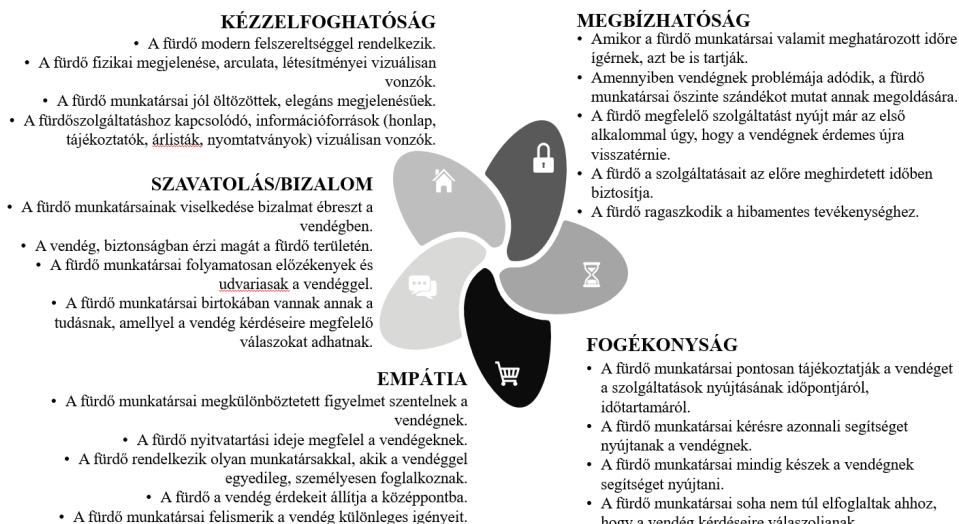 KÉZZELFOGHATÓSÁG
• A fürdő modern felszereltséggel rendelkezik.
• A fürdő fizikai megjelenése, arculata, létesítményei vizuálisan
vonzók.
• A fürdő munkatársai jól öltözöttek, elegáns megjelenésűek.
• A fürdőszolgáltatáshoz kapcsolódó, információforrások (honlap,
tájékoztatók, árlisták, nyomtatványok) vizuálisan vonzók.
SZAVATOLÁS/BIZALOM
• A fürdő munkatársainak viselkedése bizalmat ébreszt a
vendégben.
• A vendég, biztonságban érzi magát a fürdő területén.
• A fürdő munkatársai folyamatosan előzékenyek és
udvariasak a vendéggel.
• A fürdő munkatársai birtokában vannak annak a
tudásnak, amellyel a vendég kérdéseire megfelelő
válaszokat adhatnak.
EMPÁTIA
• A fürdő munkatársai megkülönböztetett figyelmet szentelnek a
vendégnek.
• A fürdő nyitvatartási ideje megfelel a vendégeknek.
• A fürdő rendelkezik olyan munkatársakkal, akik a vendéggel
egyedileg, személyesen foglalkoznak.
• A fürdő a vendég érdekeit állítja a középpontba.
• A fürdő munkatársai felismerik a vendég különleges igényeit.
MEGBÍZHATÓSÁG
• Amikor a fürdő munkatársai valamit meghatározott időre
ígérnek, azt be is tartják.
• Amennyiben vendégnek problémája adódik, a fürdő
munkatársai őszinte szándékot mutat annak megoldására.
• A fürdő megfelelő szolgáltatást nyújt már az első
alkalommal úgy, hogy a vendégnek érdemes újra
visszatérnie.
• A fürdő a szolgáltatásait az előre meghirdetett időben
biztosítja.
• A fürdő ragaszkodik a hibamentes tevékenységhez.
FOGÉKONYSÁG
• A fürdő munkatársai pontosan tájékoztatják a vendéget
a szolgáltatások nyújtásának időpontjáról,
időtartamáról.
• A fürdő munkatársai kérésre azonnali segítséget
nyújtanak a vendégnek.
• A fürdő munkatársai mindig készek a vendégnek
segítséget nyújtani.
• A fürdő munkatársai soha nem túl elfoglaltak ahhoz,
hogy a vendég kérdéseire válaszoljanak.